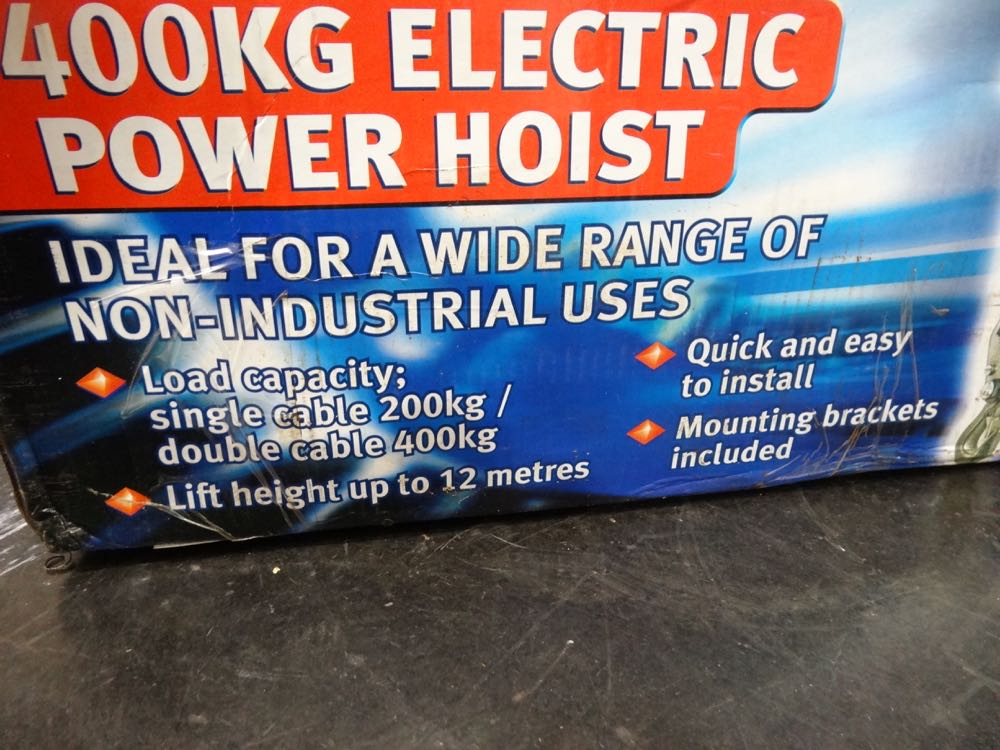 400KG ELECTRIC
POWER HOIST
IDEAL FOR A WIDE RANGE OF
NON-INDUSTRIAL USES
Load capacity;
single cable 200kg /
double cable 400kg
Lift height up to 12 metres
Quick and easy
to install
Mounting brackets
included